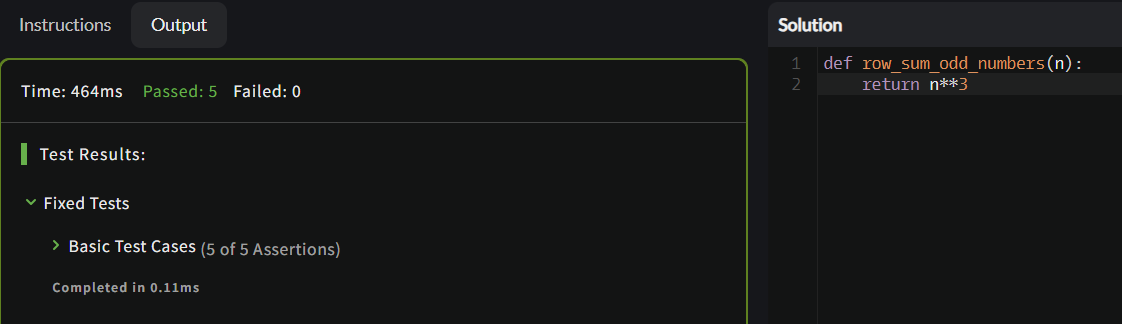 Instructions Output
Time: 464ms Passed: 5 Failed: 0
Test Results:
Fixed Tests
Basic Test Cases (5 of 5 Assertions)
Completed in 0.11ms
Solution
1 def row_sum_odd_numbers(n):
2     return n**3